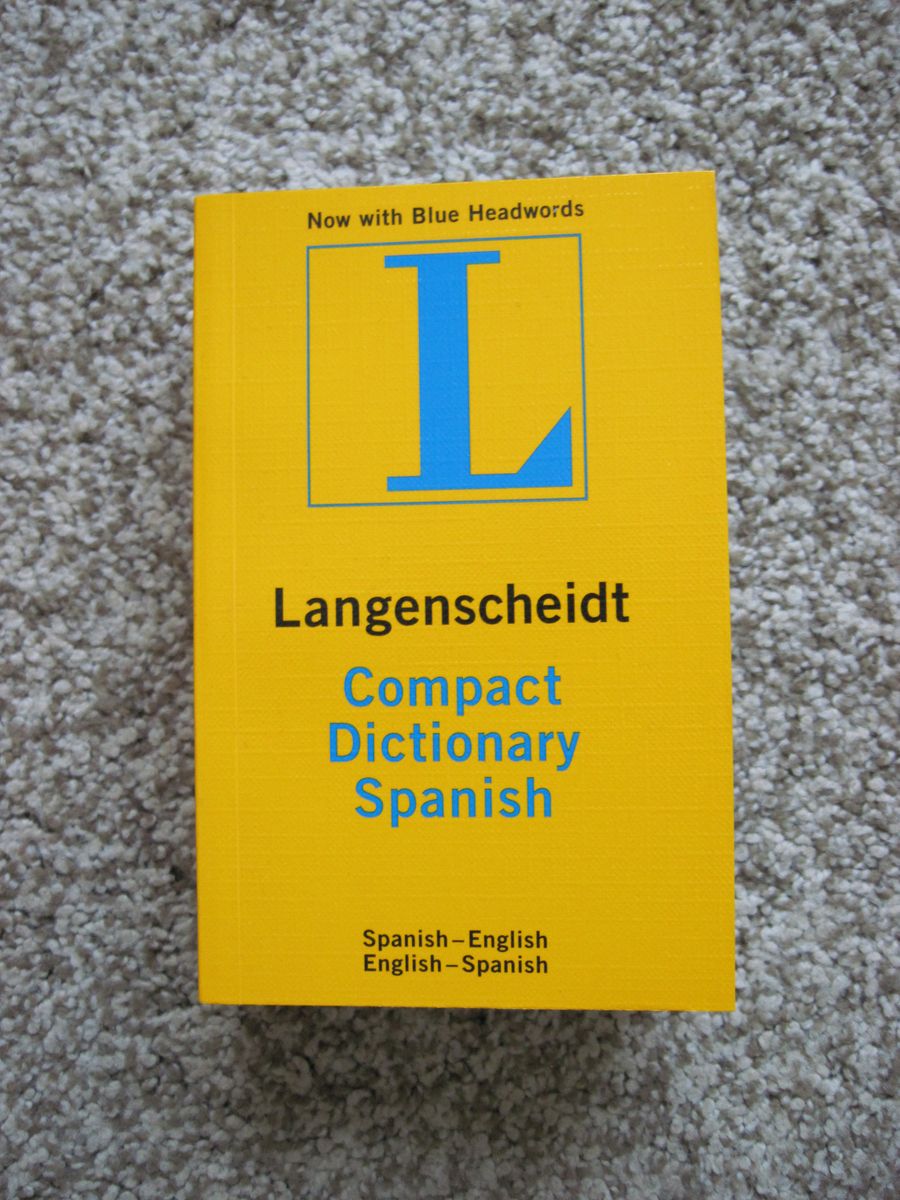 Now with Blue Headwords
L
Langenscheidt
Compact
Dictionary
Spanish
Spanish–English
English–Spanish